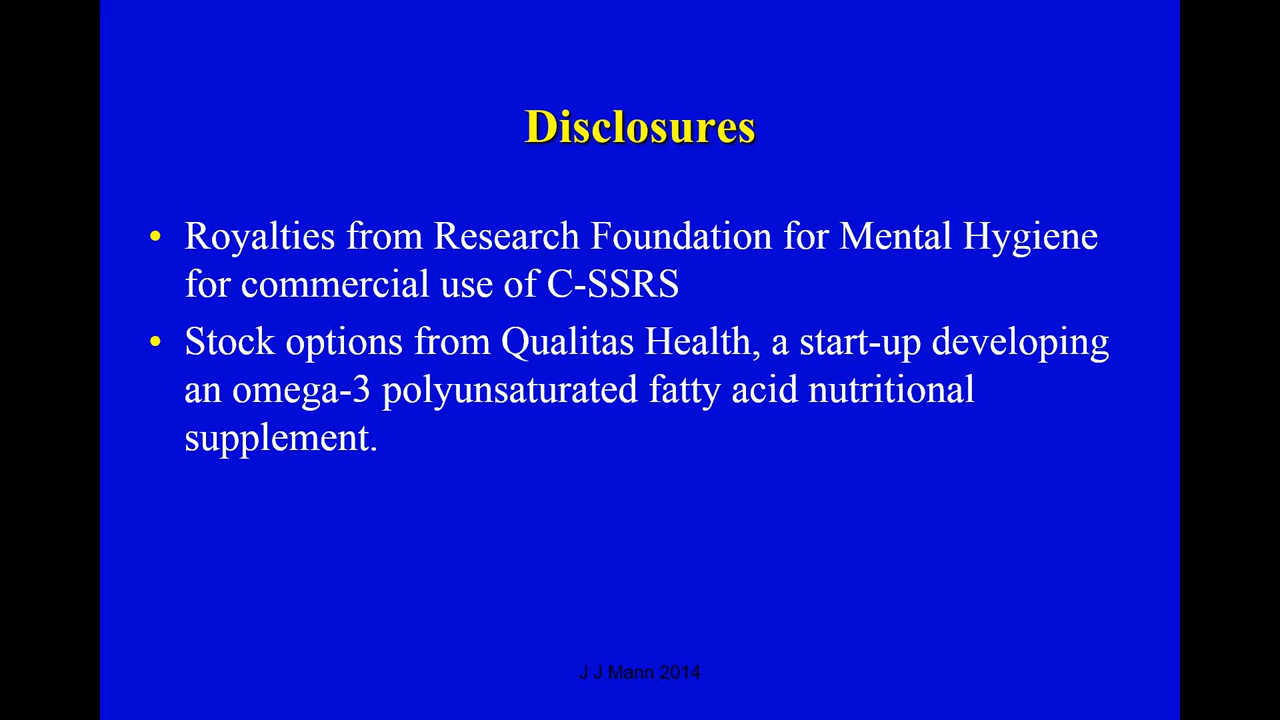 Disclosures
• Royalties from Research Foundation for Mental Hygiene
for commercial use of C-SSRS
• Stock options from Qualitas Health, a start-up developing
an omega-3 polyunsaturated fatty acid nutritional
supplement.
J J Mann 2014